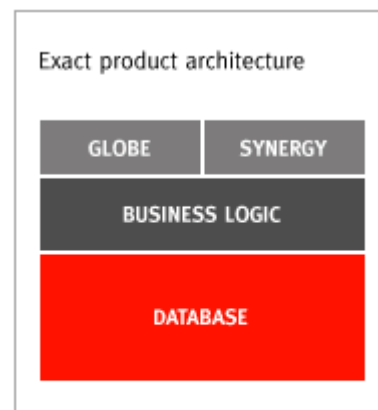 Exact product architecture
GLOBE SYNERGY
BUSINESS LOGIC
DATABASE